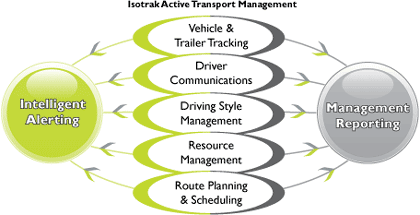 Isotrak Active Transport Management
Vehicle &
Trailer Tracking
Driver
Communications
Intelligent
Alerting
Driving Style
Management
Management
Reporting
Resource
Management
Route Planning
& Scheduling